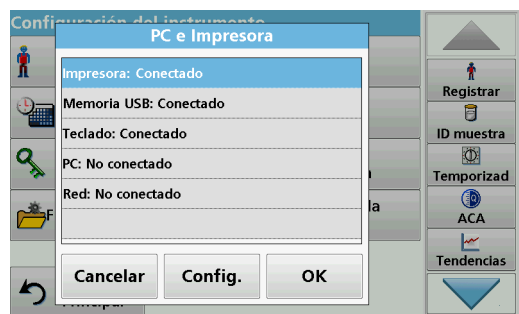 Configuración del instrumento
PC e Impresora
Impresora: Conectado
Memoria USB: Conectado
Teclado: Conectado
PC: No conectado
Red: No conectado
Cancelar
Config.
OK
Registrar
ID muestra
Temporizad
ACA
Tendencias